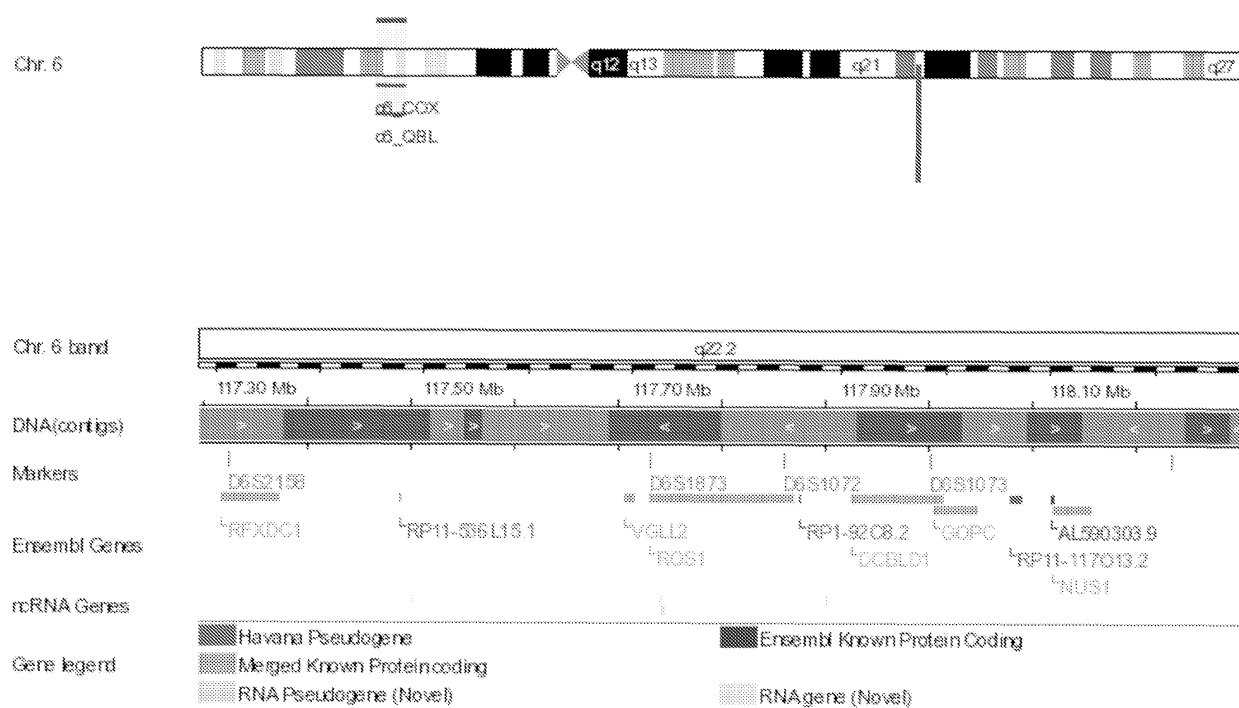 Chr. 6
q12 q13 q21 q27
c6_COX
c6_QBL
Chr. 6 band
q22.2
117.30 Mb 117.50 Mb 117.70 Mb 117.90 Mb 118.10 Mb
DNA(contigs)
Markers
D6S2156 D6S1873 D6S1072 D6S1073
Ensembl Genes
RFXDC1 RP11-536L15.1 VGLL2 RP1-92C8.2 GOPC AL590303.9
ROS1 DCBLD1 RP11-117O13.2
NUS1
ncRNA Genes
Gene legend
Havana Pseudogene Ensembl Known Protein Coding
Merged Known Protein coding
RNA Pseudogene (Novel) RNA gene (Novel)